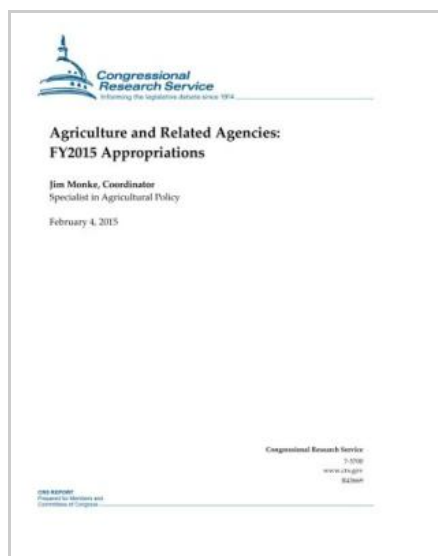 Congressional
Research Service
Informing the legislative debate since 1914
Agriculture and Related Agencies:
FY2015 Appropriations
Jim Monke, Coordinator
Specialist in Agricultural Policy
February 4, 2015
Congressional Research Service
7-5700
www.crs.gov
CRS REPORT
Prepared for Members and
Committees of Congress